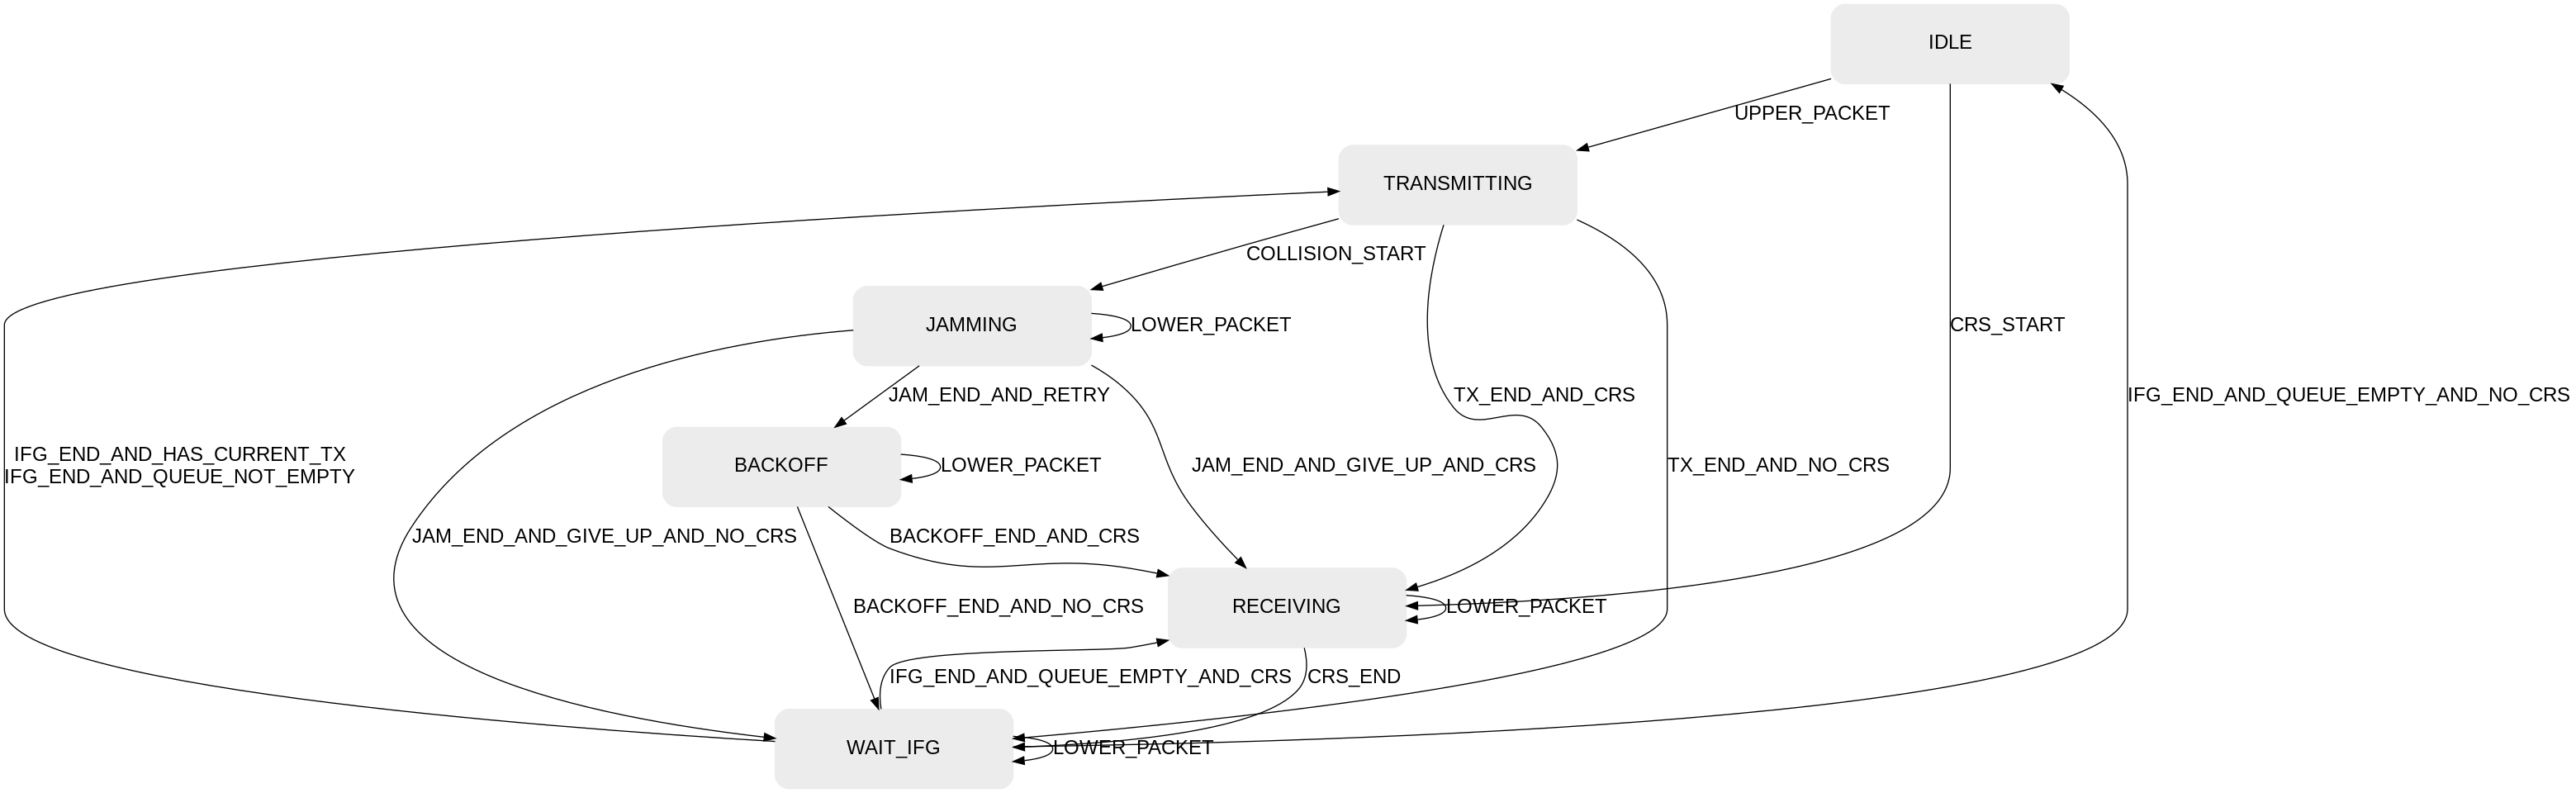 IDLE
UPPER_PACKET
TRANSMITTING
COLLISION_START
JAMMING
LOWER_PACKET
CRS_START
JAM_END_AND_RETRY
TX_END_AND_CRS
IFG_END_AND_QUEUE_EMPTY_AND_NO_CRS
IFG_END_AND_HAS_CURRENT_TX
IFG_END_AND_QUEUE_NOT_EMPTY
BACKOFF
LOWER_PACKET
JAM_END_AND_GIVE_UP_AND_CRS
TX_END_AND_NO_CRS
JAM_END_AND_GIVE_UP_AND_NO_CRS
BACKOFF_END_AND_CRS
BACKOFF_END_AND_NO_CRS
RECEIVING
LOWER_PACKET
IFG_END_AND_QUEUE_EMPTY_AND_CRS
CRS_END
WAIT_IFG
LOWER_PACKET